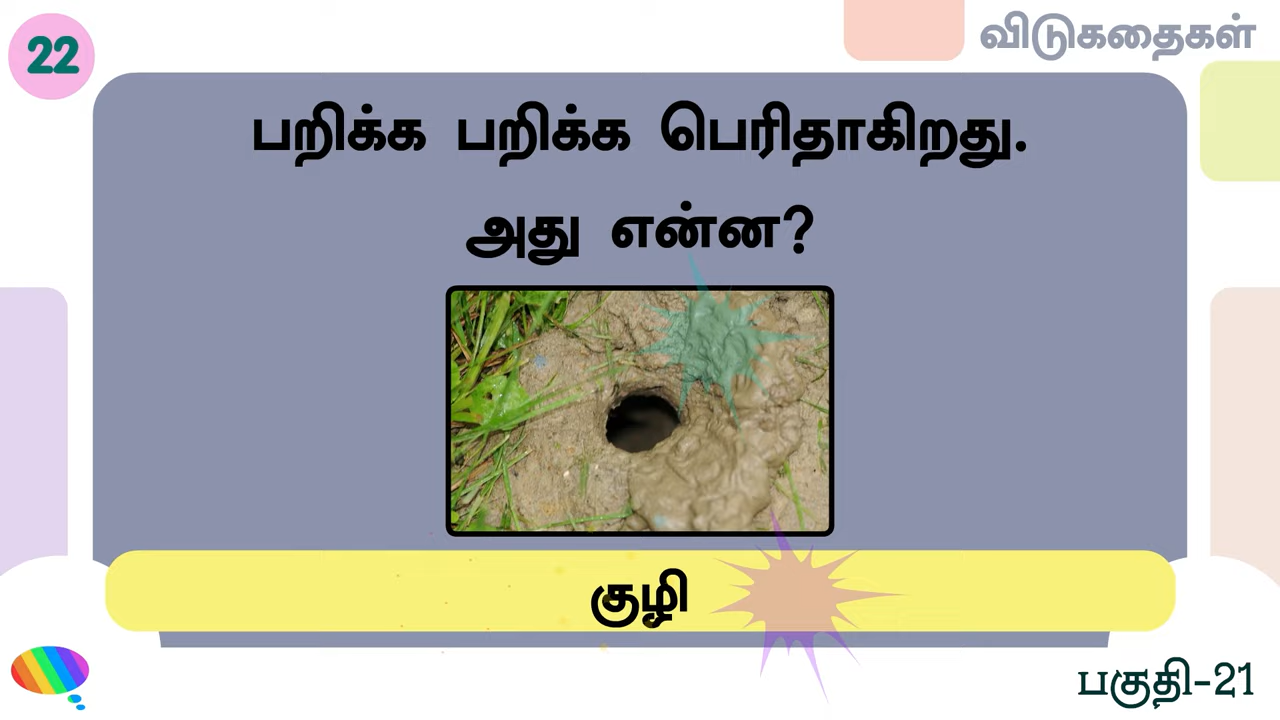 22
விடுகதைகள்
பறிக்க பறிக்க பெரிதாகிறது.
அது என்ன?
குழி
பகுதி-21